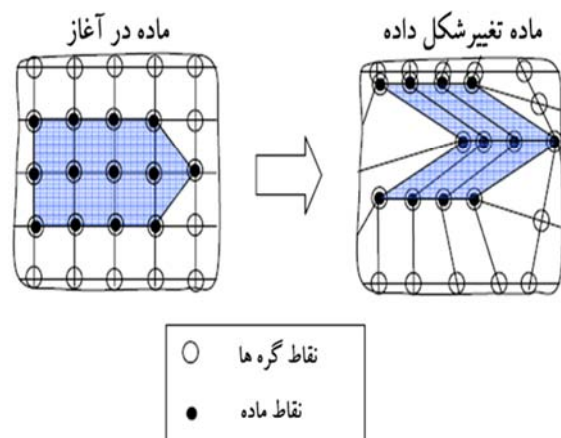 ماده تغییرشکل داده
ماده در آغاز
نقاط گره ها
نقاط ماده